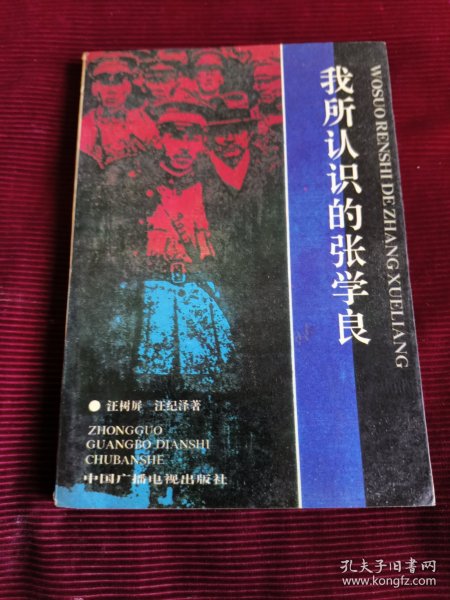 我所认识的张学良
WOSUO RENSHI DE ZHANG XUELIANG
汪树屏 汪纪泽著
ZHONGGUO
GUANGBO DIANSHI
CHUBANSHE
中国广播电视出版社
孔夫子旧书网
www.kongfz.com